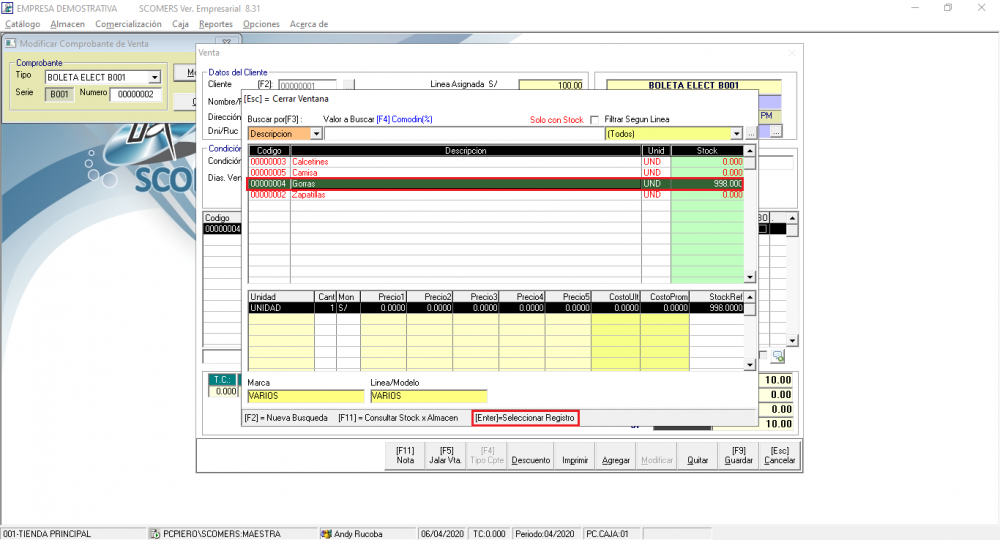 EMPRESA DEMOSTRATIVA SCOMERS Ver. Empresarial 8.31
Catálogo Almacen Comercialización Caja Reportes Opciones Acerca de
Modificar Comprobante de Venta
Comprobante
Tipo BOLETA ELECT B001
Serie B001 Numero 00000002
Venta
Datos del Cliente
Cliente [F2]: 00000001 Linea Asignada S/ 100.00 BOLETA ELECT B001
Nombre/
Dirección PM
Dni/Ruc
Condición
Condición
Dias. Ven
SCO
Codigo
00000004
[Esc] = Cerrar Ventana
Buscar por[F3] : Valor a Buscar [F4] Comodin(%) Solo con Stock Filtrar Segun Linea
Descripcion (Todos) ...
Codigo Descripcion Unid Stock
00000003 Calcetines UND 0.000
00000005 Camisa UND 0.000
00000004 Gorras UND 998.000
00000002 Zapatillas UND 0.000
Unidad Cant Mon Precio1 Precio2 Precio3 Precio4 Precio5 CostoUlt CostoProm StockRef
UNIDAD 1 S/ 0.0000 0.0000 0.0000 0.0000 0.0000 0.0000 0.0000 998.0000
Marca Linea/Modelo
VARIOS VARIOS
[F2] = Nueva Busqueda [F11] = Consultar Stock x Almacen [Enter]=Seleccionar Registro
T.C.:
0.000
10.00
0.00
0.00
10.00
[F11] Nota [F5] Jalar Vta. [F4] Tipo Cpte Descuento Imprimir Agregar Modificar Quitar [F9] Guardar [Esc] Cancelar
001-TIENDA PRINCIPAL PCPIERO\SCOMERS:MAESTRA Andy Rucoba 06/04/2020 TC:0.000 Periodo:04/2020 PC.CAJA:01